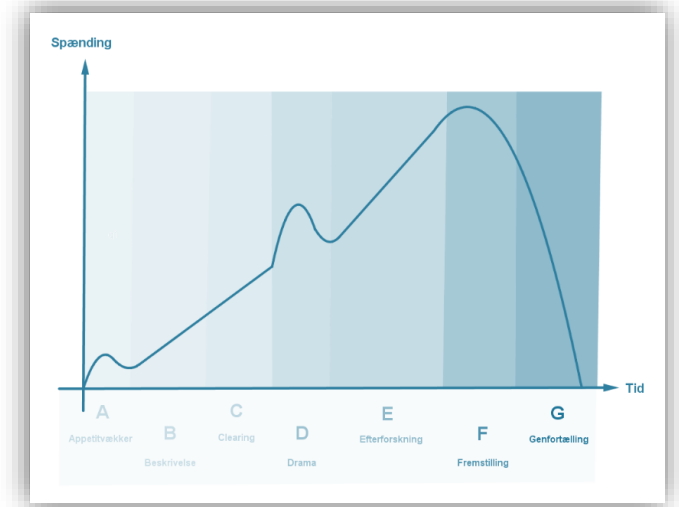 Spænding
Tid
A
Appetitvækker
B
Beskrivelse
C
Clearing
D
Drama
E
Efterforskning
F
Fremstilling
G
Genfortælling